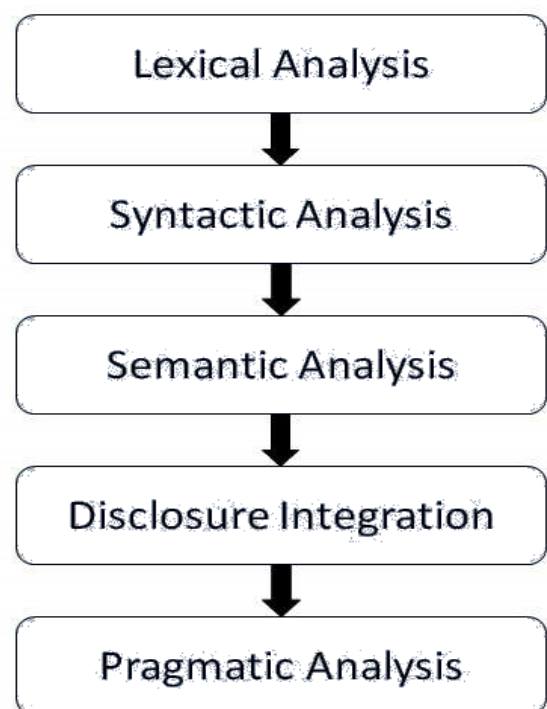 Lexical Analysis
Syntactic Analysis
Semantic Analysis
Disclosure Integration
Pragmatic Analysis